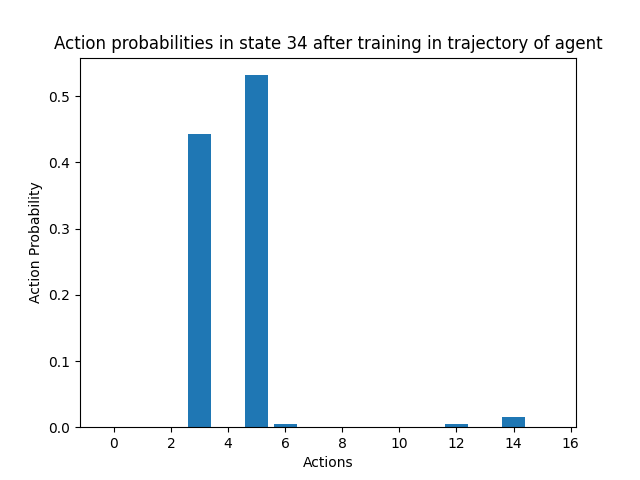 Action probabilities in state 34 after training in trajectory of agent
Action Probability
0.5
0.4
0.3
0.2
0.1
0.0
0 2 4 6 8 10 12 14 16
Actions